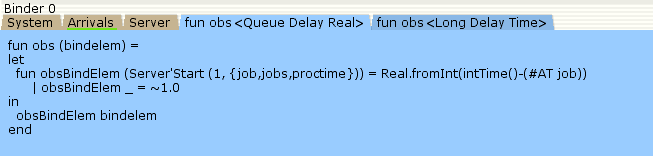 Binder 0
System Arrivals Server fun obs <Queue Delay Real> fun obs <Long Delay Time>
fun obs (bindelem) =
let
fun obsBindElem (Server'Start (1, {job,jobs,proctime})) = Real.fromInt(intTime()-(#AT job))
| obsBindElem _ = ~1.0
in
obsBindElem bindelem
end